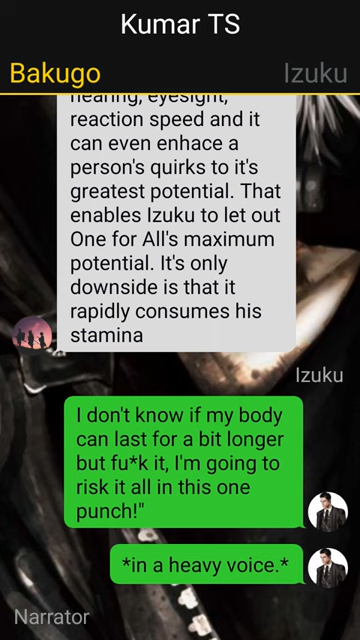 Kumar TS
Bakugo
Izuku
hearing, eyesight,
reaction speed and it
can even enhace a
person's quirks to it's
greatest potential. That
enables Izuku to let out
One for All's maximum
potential. It's only
downside is that it
rapidly consumes his
stamina
Izuku
I don't know if my body
can last for a bit longer
but fu*k it, I'm going to
risk it all in this one
punch!"
*in a heavy voice.*
Narrator